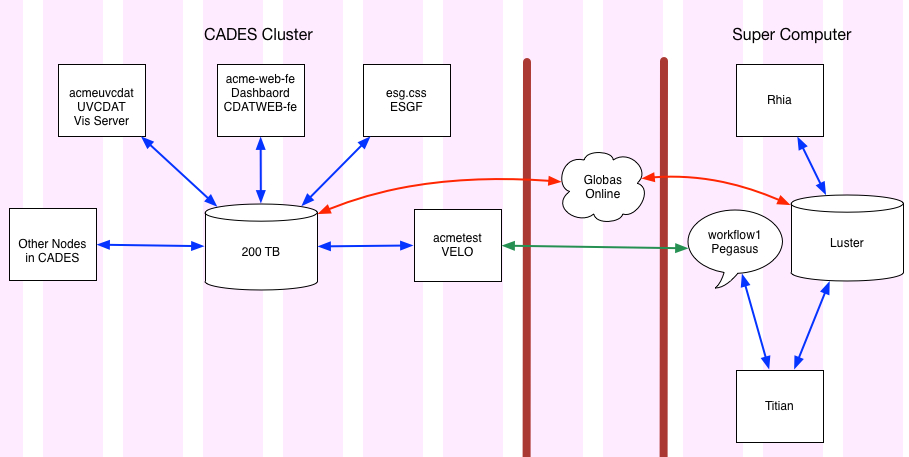 CADES Cluster
Super Computer
acmeuvcdat
UVCDAT
Vis Server
acme-web-fe
Dashbaord
CDATWEB-fe
esg.css
ESGF
Rhia
Globas
Online
Other Nodes
in CADES
200 TB
acmetest
VELO
workflow1
Pegasus
Luster
Titian